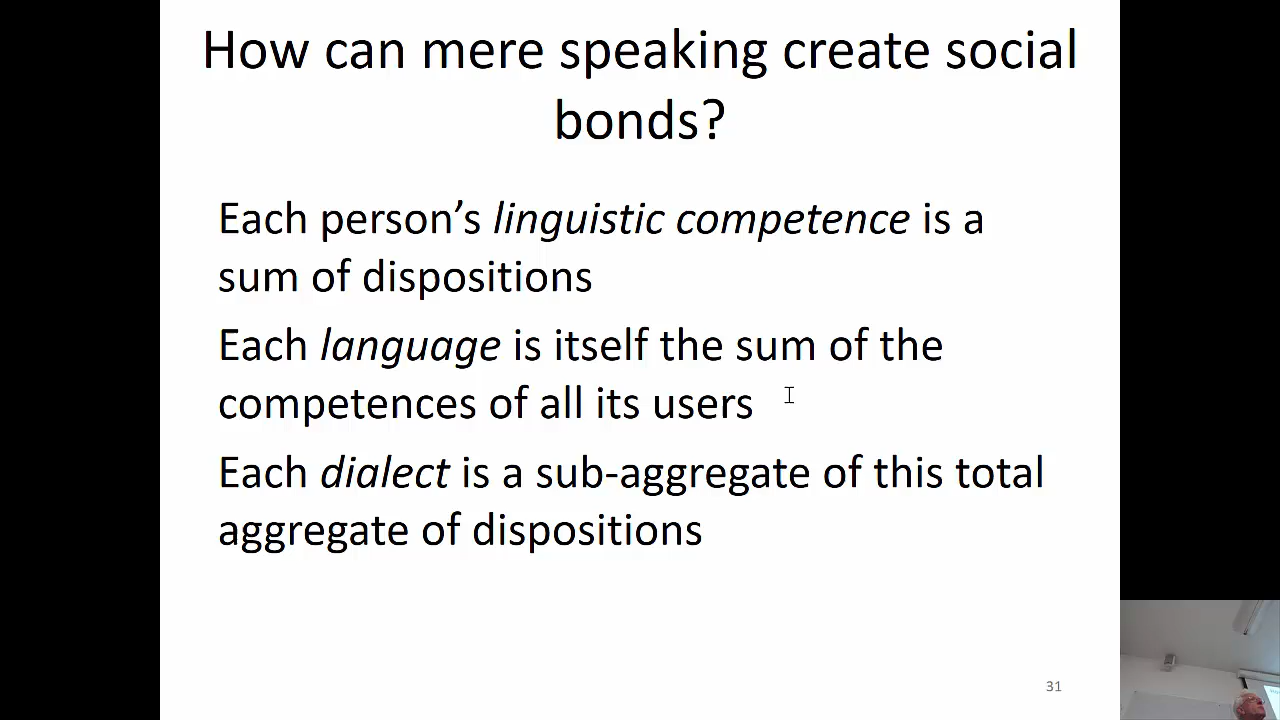 How can mere speaking create social
bonds?
Each person’s linguistic competence is a
sum of dispositions
Each language is itself the sum of the
competences of all its users
Each dialect is a sub-aggregate of this total
aggregate of dispositions
31